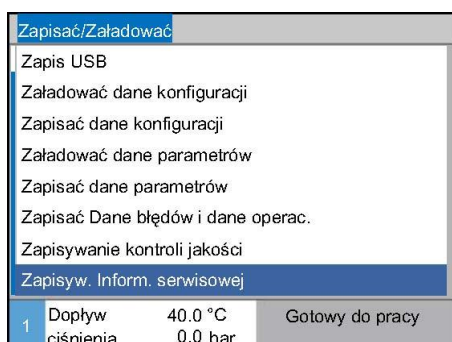 Zapisać/Załadować
Zapis USB
Załadować dane konfiguracji
Zapisać dane konfiguracji
Załadować dane parametrów
Zapisać dane parametrów
Zapisać Dane błędów i dane operac.
Zapisywanie kontroli jakości
Zapisyw. Inform. serwisowej
1 Dopływ 40.0 °C Gotowy do pracy
ciśnienia 0.0 bar